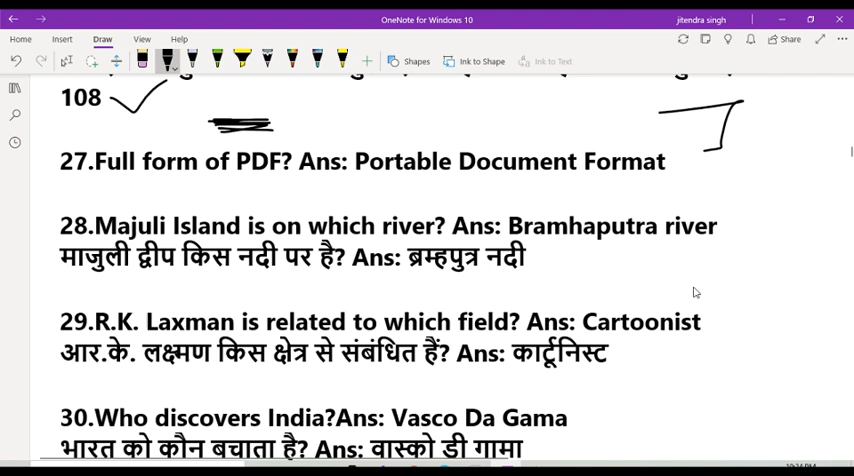 OneNote for Windows 10
jitendra singh
Home Insert Draw View Help
Share
Shapes Ink to Shape Ink to Text
108
27.Full form of PDF? Ans: Portable Document Format
28.Majuli Island is on which river? Ans: Bramhaputra river
माजुली द्वीप किस नदी पर है? Ans: ब्रम्हपुत्र नदी
29.R.K. Laxman is related to which field? Ans: Cartoonist
आर.के. लक्ष्मण किस क्षेत्र से संबंधित हैं? Ans: कार्टूनिस्ट
30.Who discovers India?Ans: Vasco Da Gama
भारत को कौन बचाता है? Ans: वास्को डी गामा